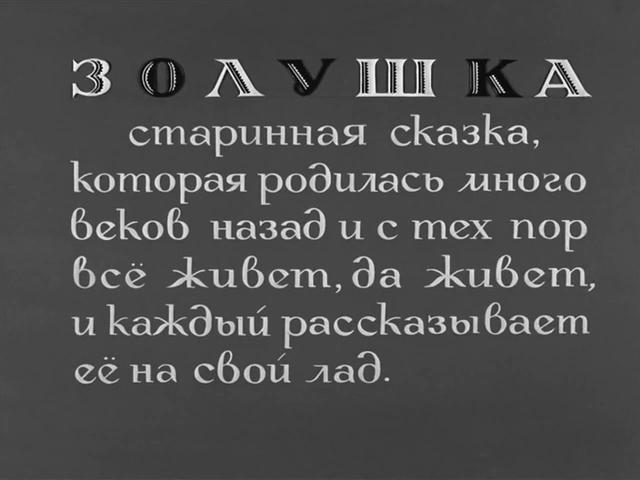 ЗОЛУШКА
старинная сказка,
которая родилась много
веков назад и с тех пор
всё живет, да живет,
и каждый рассказывает
её на свой лад.